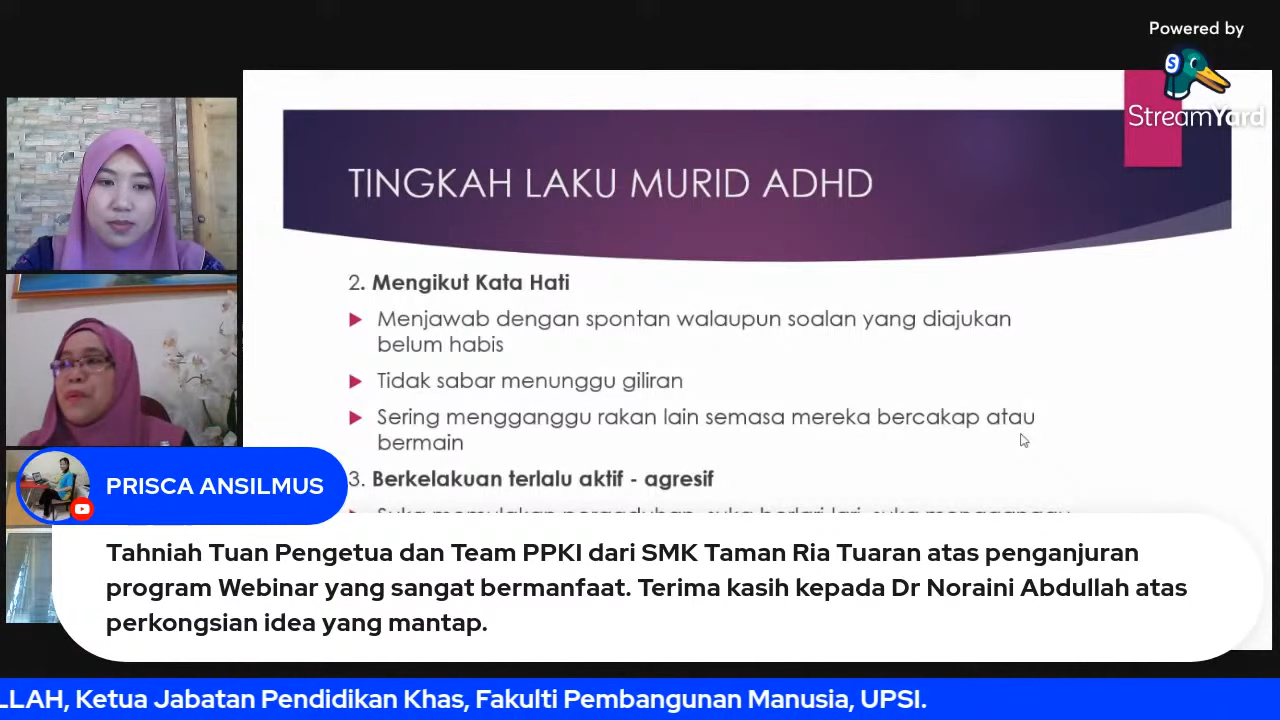 Powered by
StreamYard
TINGKAH LAKU MURID ADHD
2. Mengikut Kata Hati
Menjawab dengan spontan walaupun soalan yang diajukan
belum habis
Tidak sabar menunggu giliran
Sering mengganggu rakan lain semasa mereka bercakap atau
bermain
3. Berkelakuan terlalu aktif - agresif
PRISCA ANSILMUS
Tahniah Tuan Pengetua dan Team PPKI dari SMK Taman Ria Tuaran atas penganjuran
program Webinar yang sangat bermanfaat. Terima kasih kepada Dr Noraini Abdullah atas
perkongsian idea yang mantap.
LLAH, Ketua Jabatan Pendidikan Khas, Fakulti Pembangunan Manusia, UPSI.